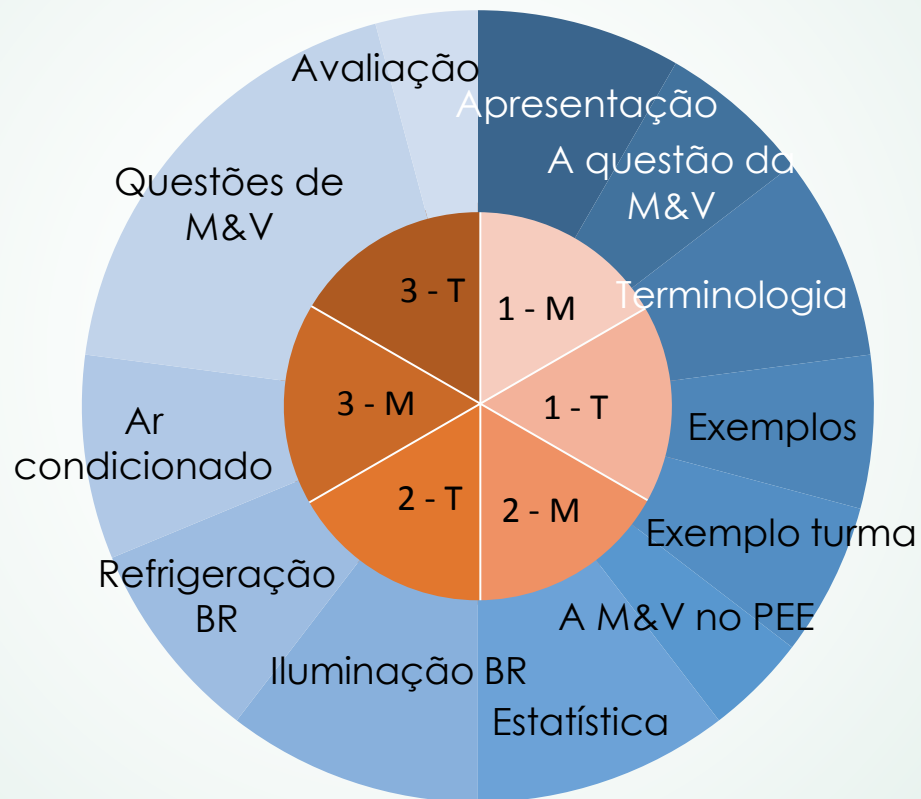 Avaliação
Apresentação
A questão da
M&V
Questões de
M&V
3 - T
1 - M
Terminologia
3 - M
1 - T
Exemplos
Ar
condicionado
2 - T
2 - M
Exemplo turma
Refrigeração
BR
A M&V no PEE
Iluminação BR
Estatística